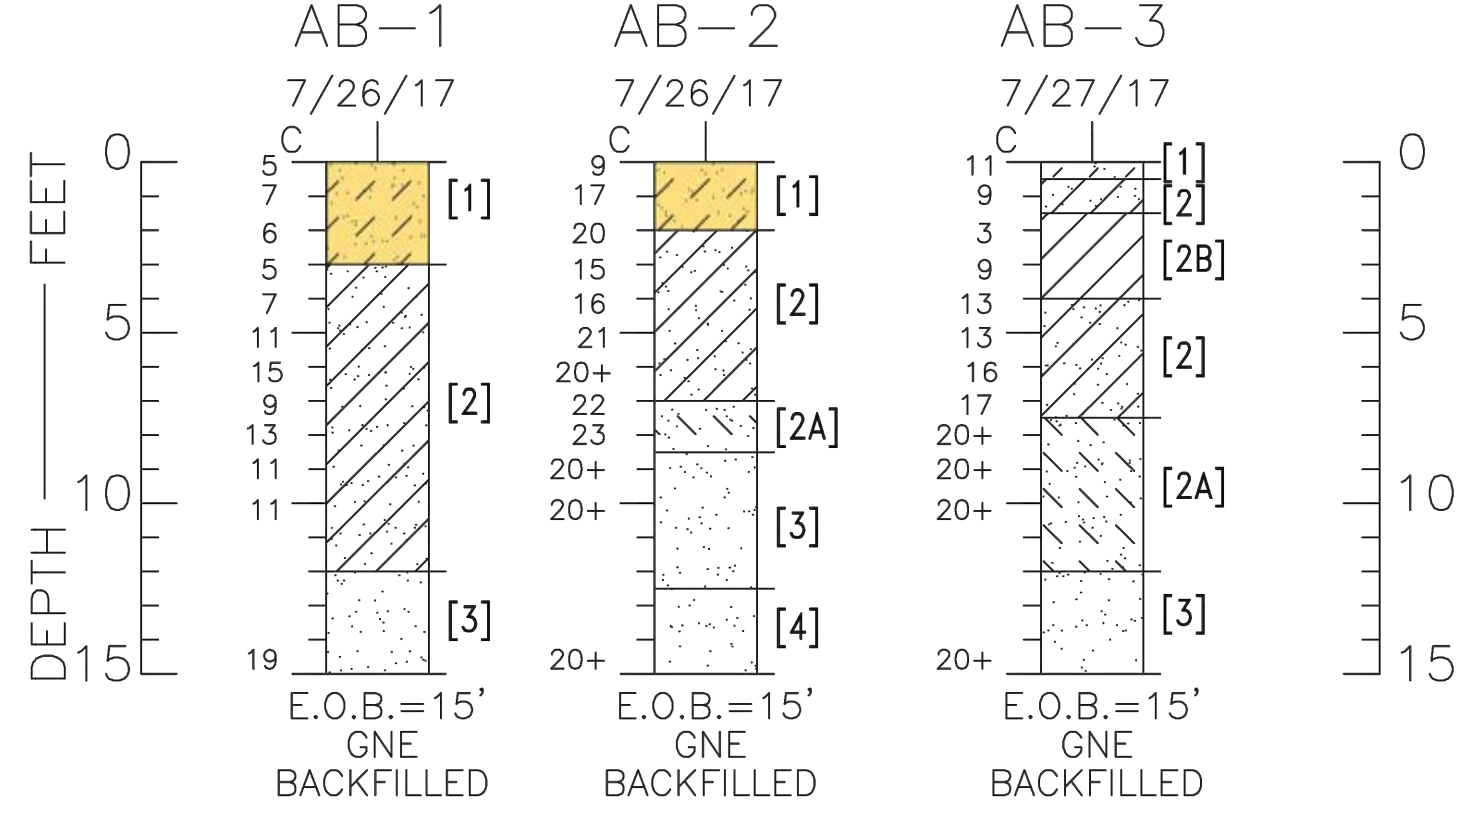 AB-1 AB-2 AB-3
7/26/17 7/26/17 7/27/17
C C C
0 5 9 11 [1] 0
7 [1] 17 [1] 9 [2]
6 20 3
5 15 9 [2B]
7 16 [2] 13
5 11 21 13 [2] 5
15 20+ 16
9 [2] 22 17
13 23 [2A] 20+
11 20+ 20+ [2A]
10 11 20+ [3] 20+ 10
[3] [4] [3]
15 19 20+ 20+ 15
DEPTH FEET
E.O.B.=15' E.O.B.=15' E.O.B.=15'
GNE GNE GNE
BACKFILLED BACKFILLED BACKFILLED